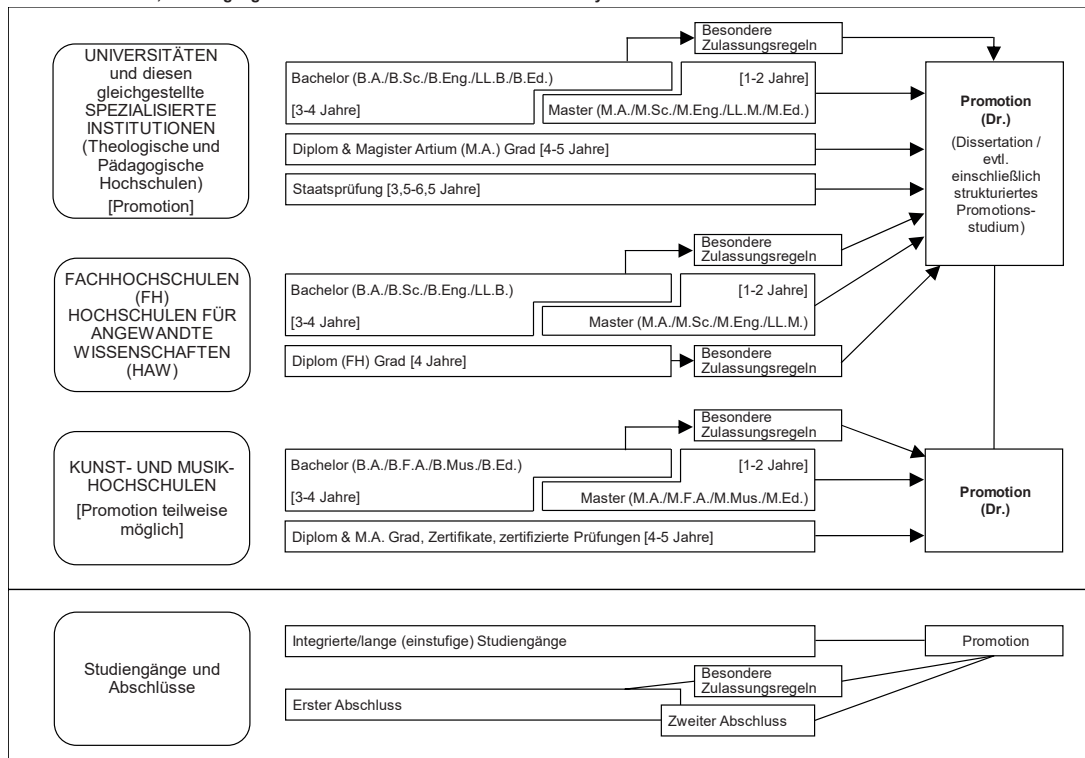 UNIVERSITÄTEN
und diesen
gleichgestellte
SPEZIALISIERTE
INSTITUTIONEN
(Theologische und
Pädagogische
Hochschulen)
[Promotion]
Besondere
Zulassungsregeln
Bachelor (B.A./B.Sc./B.Eng./LL.B./B.Ed.)
[3-4 Jahre]
[1-2 Jahre]
Master (M.A./M.Sc./M.Eng./LL.M./M.Ed.)
Diplom & Magister Artium (M.A.) Grad [4-5 Jahre]
Staatsprüfung [3,5-6,5 Jahre]
Promotion
(Dr.)
(Dissertation /
evtl.
einschließlich
strukturiertes
Promotions-
studium)
FACHHOCHSCHULEN
(FH)
HOCHSCHULEN FÜR
ANGEWANDTE
WISSENSCHAFTEN
(HAW)
Besondere
Zulassungsregeln
Bachelor (B.A./B.Sc./B.Eng./LL.B.)
[3-4 Jahre]
[1-2 Jahre]
Master (M.A./M.Sc./M.Eng./LL.M.)
Diplom (FH) Grad [4 Jahre]
Besondere
Zulassungsregeln
KUNST- UND MUSIK-
HOCHSCHULEN
[Promotion teilweise
möglich]
Besondere
Zulassungsregeln
Bachelor (B.A./B.F.A./B.Mus./B.Ed.)
[3-4 Jahre]
[1-2 Jahre]
Master (M.A./M.F.A./M.Mus./M.Ed.)
Diplom & M.A. Grad, Zertifikate, zertifizierte Prüfungen [4-5 Jahre]
Promotion
(Dr.)
Studiengänge und
Abschlüsse
Integrierte/lange (einstufige) Studiengänge
Promotion
Besondere
Zulassungsregeln
Erster Abschluss
Zweiter Abschluss